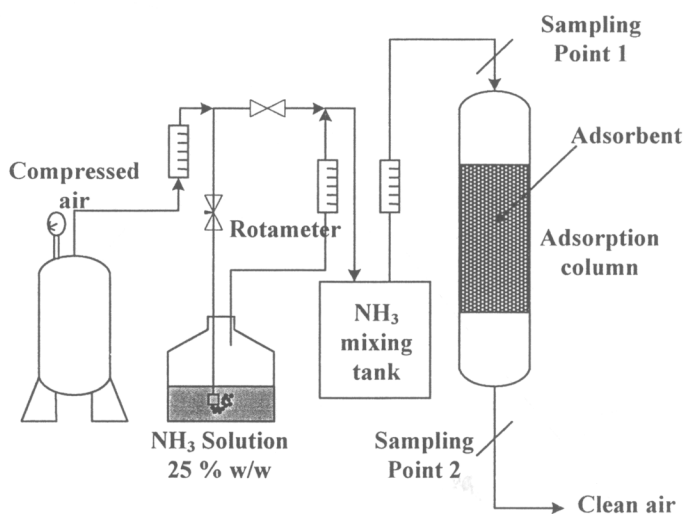 Sampling
Point 1
Adsorbent
Compressed
air
Rotameter
Adsorption
column
NH₃
mixing
tank
NH₃ Solution
25 % w/w
Sampling
Point 2
Clean air